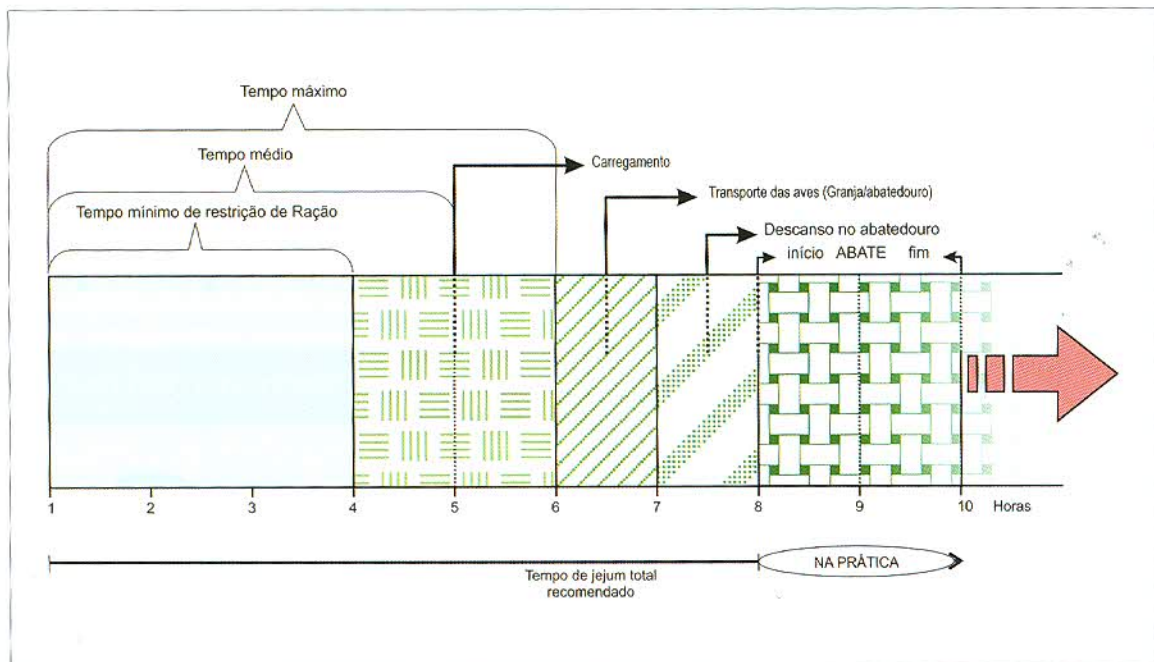 Tempo máximo
Tempo médio
Carregamento
Tempo mínimo de restrição de Ração
Transporte das aves (Granja/abatedouro)
Descanso no abatedouro
início ABATE fim
1 2 3 4 5 6 7 8 9 10 Horas
Tempo de jejum total
recomendado
NA PRÁTICA